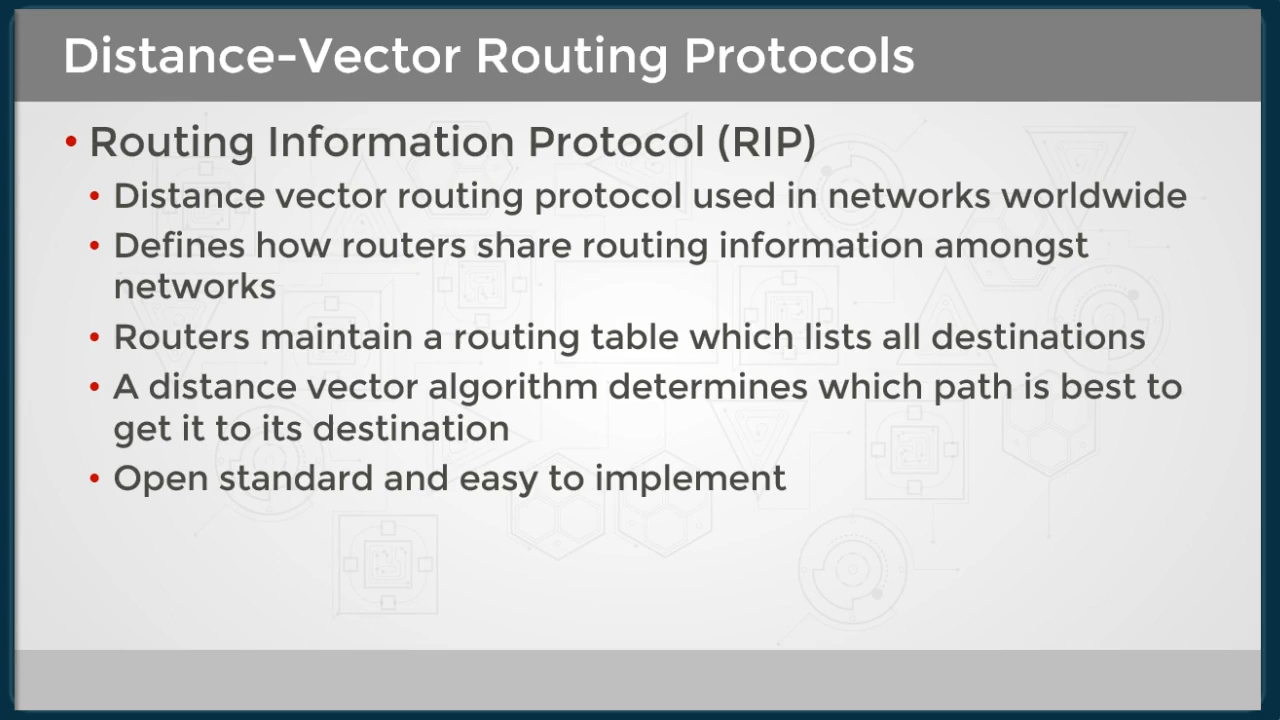 Distance-Vector Routing Protocols
• Routing Information Protocol (RIP)
• Distance vector routing protocol used in networks worldwide
• Defines how routers share routing information amongst
networks
• Routers maintain a routing table which lists all destinations
• A distance vector algorithm determines which path is best to
get it to its destination
• Open standard and easy to implement